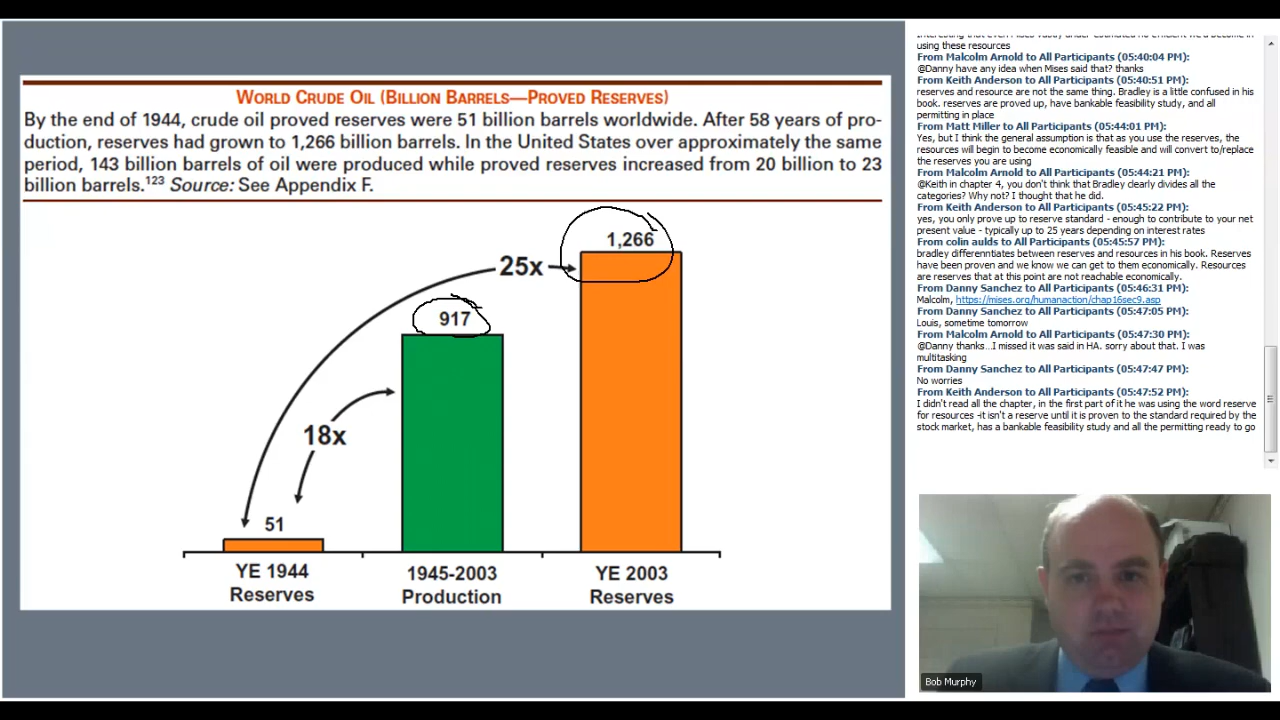 WORLD CRUDE OIL (BILLION BARRELS—PROVED RESERVES)
By the end of 1944, crude oil proved reserves were 51 billion barrels worldwide. After 58 years of pro-
duction, reserves had grown to 1,266 billion barrels. In the United States over approximately the same
period, 143 billion barrels of oil were produced while proved reserves increased from 20 billion to 23
billion barrels.123 Source: See Appendix F.
1,266
25x
917
18x
51
YE 1944
Reserves
1945-2003
Production
YE 2003
Reserves
using these resources
From Malcolm Arnold to All Participants (05:40:04 PM):
@Danny have any idea when Mises said that? thanks
From Keith Anderson to All Participants (05:40:51 PM):
reserves and resource are not the same thing. Bradley is a little confused in his
book. reserves are proved up, have bankable feasibility study, and all
permitting in place
From Matt Miller to All Participants (05:44:01 PM):
Yes, but I think the general assumption is that as you use the reserves, the
resources will begin to become economically feasible and will convert to/replace
the reserves you are using
From Malcolm Arnold to All Participants (05:44:21 PM):
@Keith in chapter 4, you don't think that Bradley clearly divides all the
categories? Why not? I thought that he did.
From Keith Anderson to All Participants (05:45:22 PM):
yes, you only prove up to reserve standard - enough to contribute to your net
present value - typically up to 25 years depending on interest rates
From colin aulds to All Participants (05:45:57 PM):
bradley differenntiates between reserves and resources in his book. Reserves
have been proven and we know we can get to them economically. Resources
are reserves that at this point are not reachable economically.
From Danny Sanchez to All Participants (05:46:31 PM):
Malcolm, https://mises.org/humanaction/chap16sec9.asp
From Danny Sanchez to All Participants (05:47:05 PM):
Louis, sometime tomorrow
From Malcolm Arnold to All Participants (05:47:30 PM):
@Danny thanks...I missed it was said in HA. sorry about that. I was
multitasking
From Danny Sanchez to All Participants (05:47:47 PM):
No worries
From Keith Anderson to All Participants (05:47:52 PM):
I didn't read all the chapter, in the first part of it he was using the word reserve
for resources -it isn't a reserve until it is proven to the standard required by the
stock market, has a bankable feasibility study and all the permitting ready to go
Bob Murphy